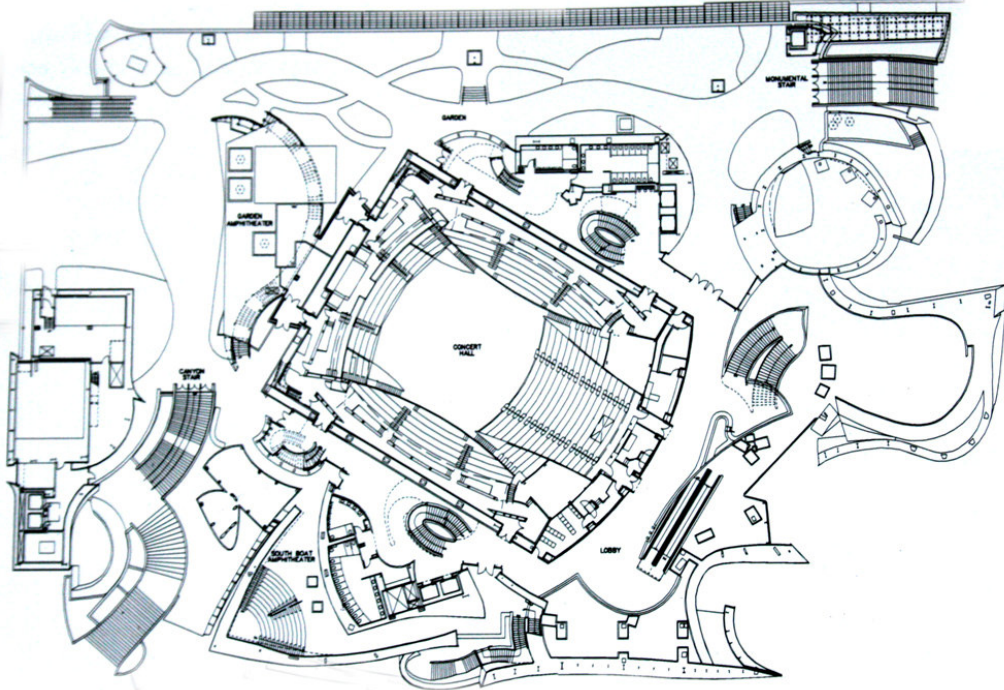 MONUMENTAL
STAIR
GARDEN
GARDEN
AMPHITHEATER
CONCERT
HALL
CANYON
STAIR
SOUTH BOAT
AMPHITHEATER
LOBBY